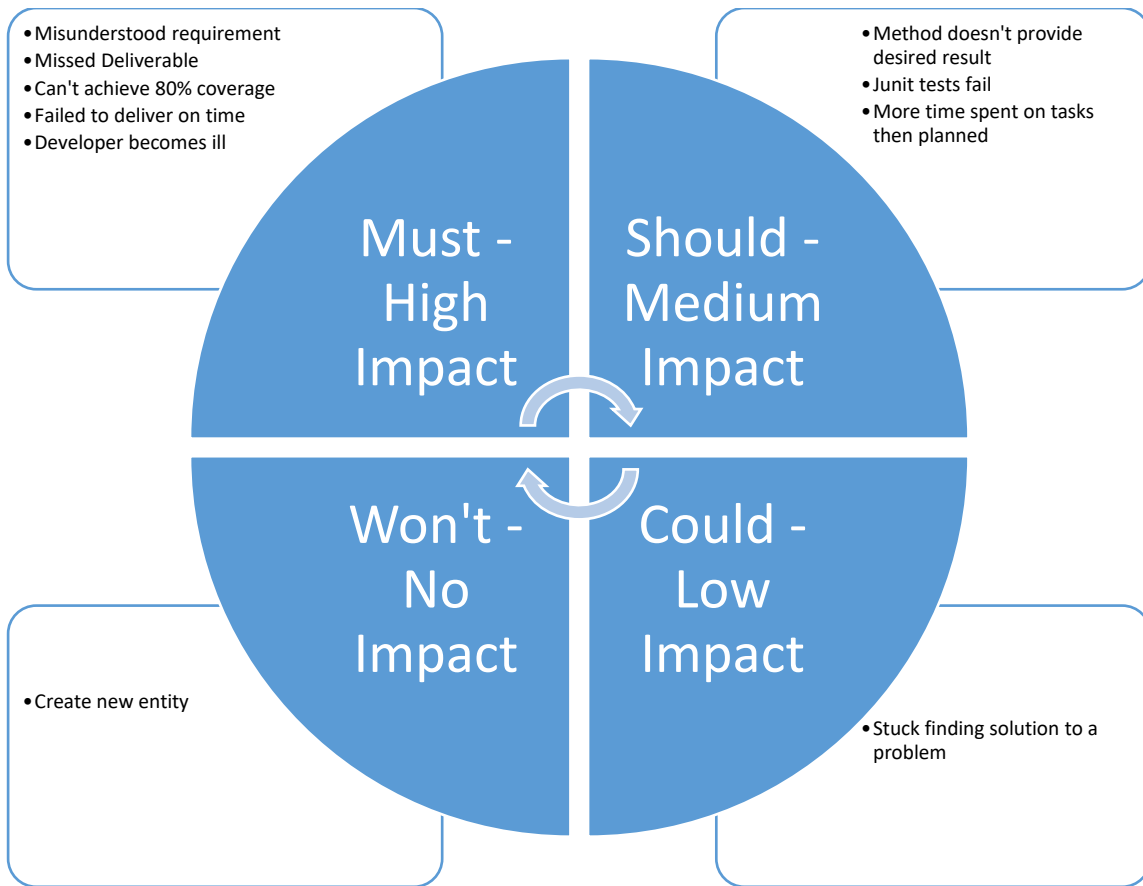 •Misunderstood requirement
•Missed Deliverable
•Can't achieve 80% coverage
•Failed to deliver on time
•Developer becomes ill
•Method doesn't provide
desired result
•Junit tests fail
•More time spent on tasks
then planned
Must -
High
Impact
Should -
Medium
Impact
Won't -
No
Impact
Could -
Low
Impact
•Create new entity
•Stuck finding solution to a
problem